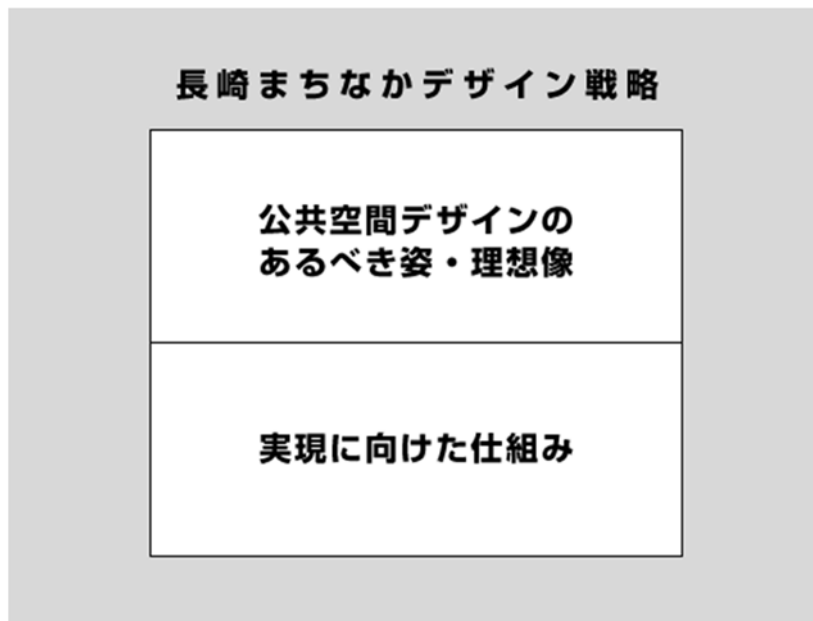 長崎まちなかデザイン戦略
公共空間デザインの
あるべき姿・理想像
実現に向けた仕組み